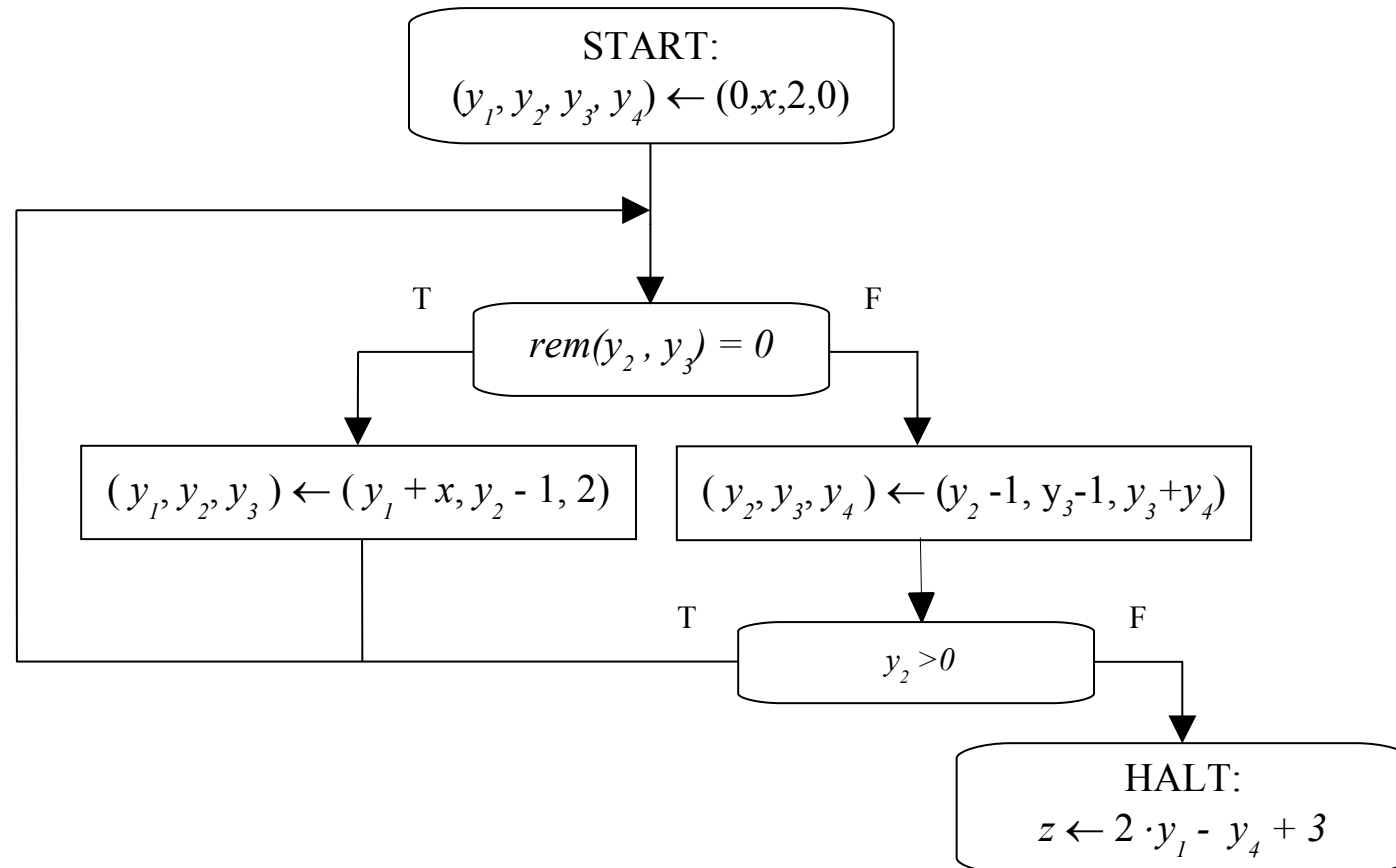 START:
(y₁, y₂, y₃, y₄) ← (0,x,2,0)
T
F
rem(y₂ , y₃) = 0
( y₁, y₂, y₃ ) ← ( y₁ + x, y₂ - 1, 2)
( y₂, y₃, y₄ ) ← (y₂ -1, y₃-1, y₃+y₄)
T
F
y₂ >0
HALT:
z ← 2 · y₁ - y₄ + 3